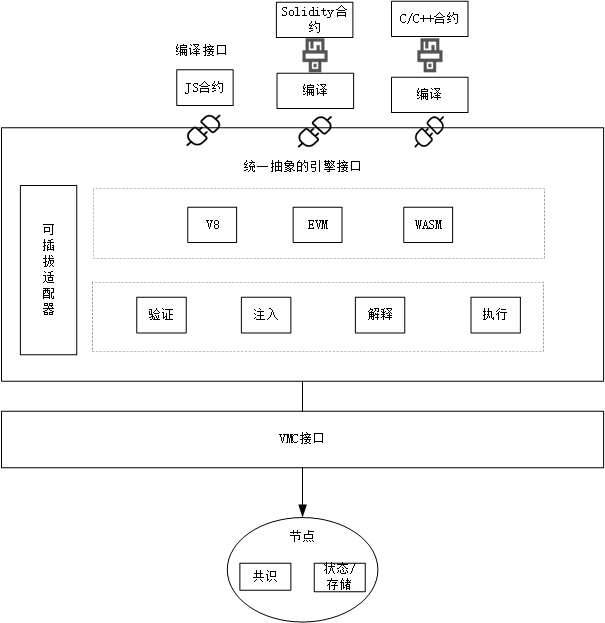 Solidity合
约
C/C++合约
编译接口
JS合约
编译
编译
统一抽象的引擎接口
可
插
拔
适
配
器
V8
EVM
WASM
验证
注入
解释
执行
VMC接口
节点
共识
状态/
存储